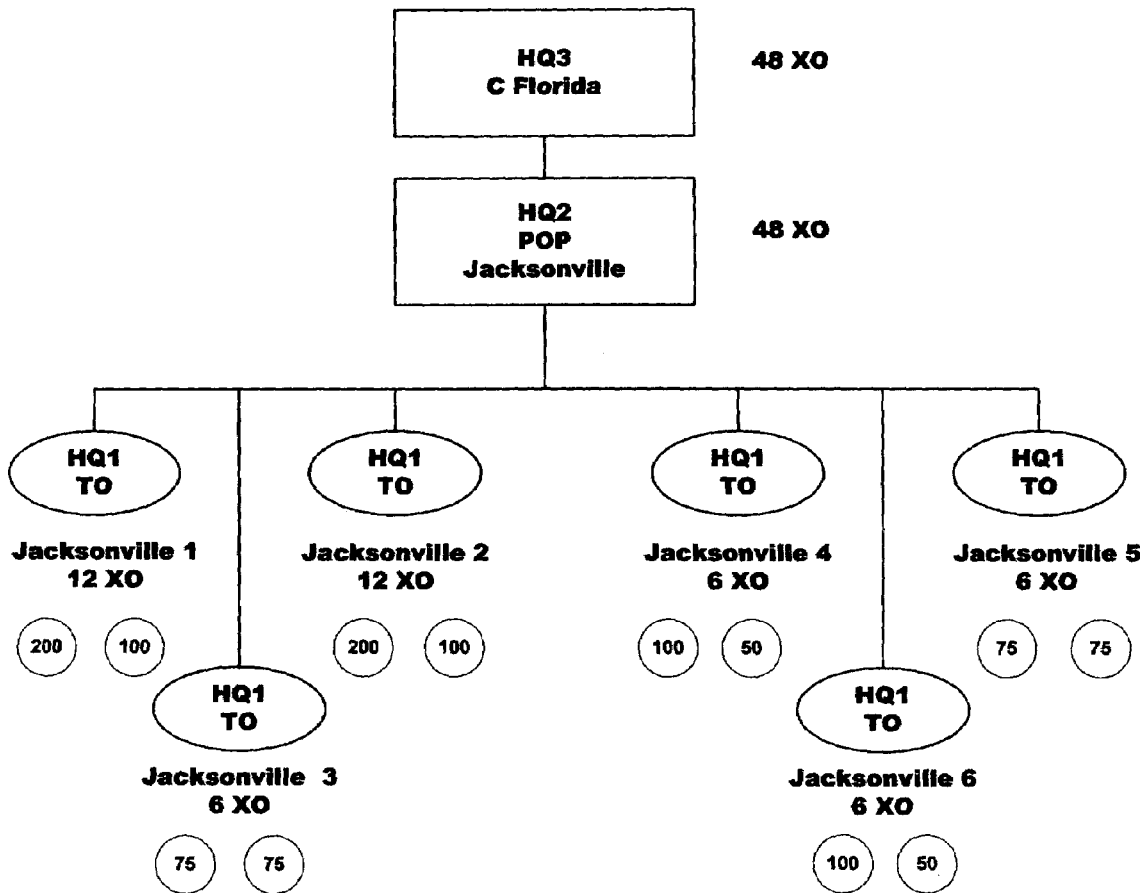 HQ3
C Florida
48 XO
HQ2
POP
Jacksonville
48 XO
HQ1
TO
Jacksonville 1
12 XO
200 100
HQ1
TO
Jacksonville 2
12 XO
200 100
HQ1
TO
Jacksonville 4
6 XO
100 50
HQ1
TO
Jacksonville 5
6 XO
75 75
HQ1
TO
Jacksonville 3
6 XO
75 75
HQ1
TO
Jacksonville 6
6 XO
100 50